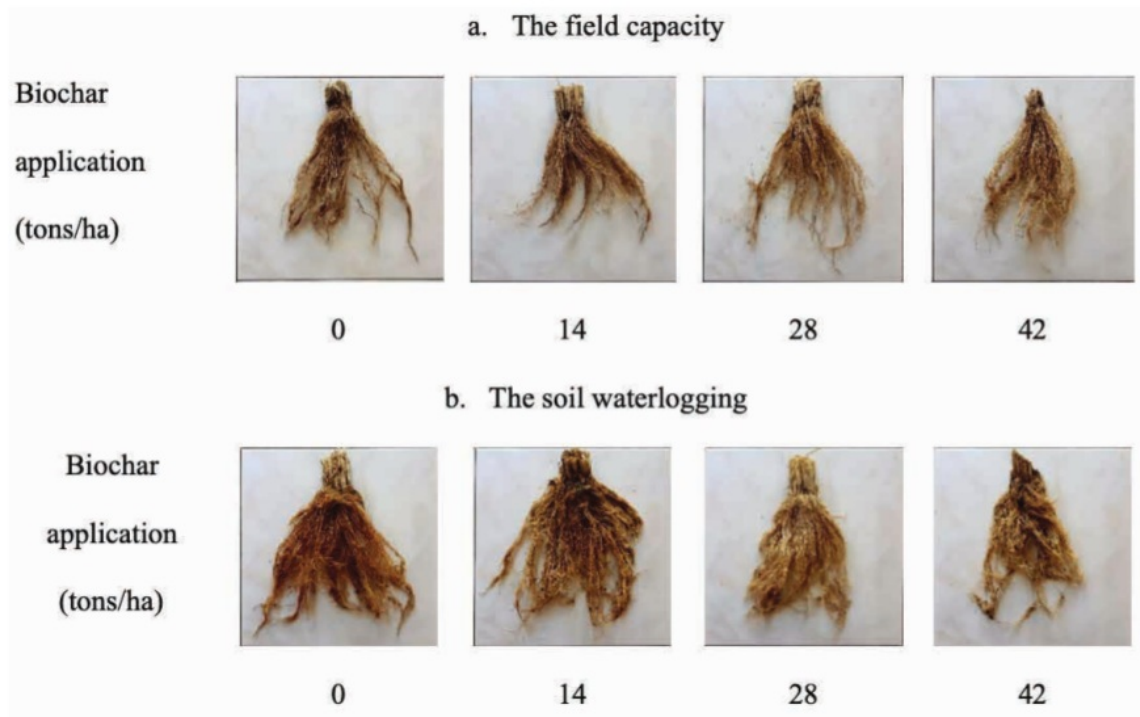 a. The field capacity
Biochar
application
(tons/ha)
0 14 28 42
b. The soil waterlogging
Biochar
application
(tons/ha)
0 14 28 42